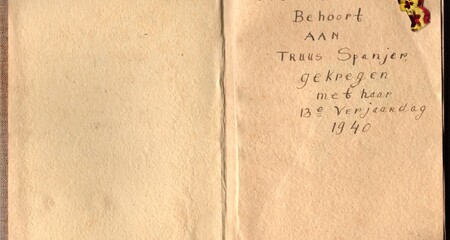 Behoort
AAN
TRUUS Spanjer
gekregen
met haar
13e Verjaardag
1940